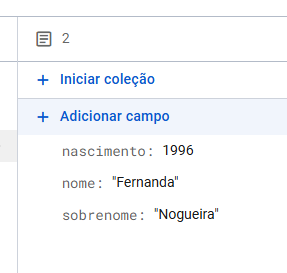 2
+ Iniciar coleção
+ Adicionar campo
nascimento: 1996
nome: "Fernanda"
sobrenome: "Nogueira"